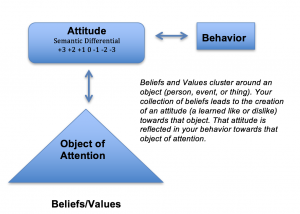 Attitude
Semantic Differential
+3 +2 +1 0 -1 -2 -3
Behavior
Beliefs and Values cluster around an
object (person, event, or thing). Your
collection of beliefs leads to the creation
of an attitude (a learned like or dislike)
towards that object. That attitude is
reflected in your behavior towards that
object of attention.
Object of
Attention
Beliefs/Values